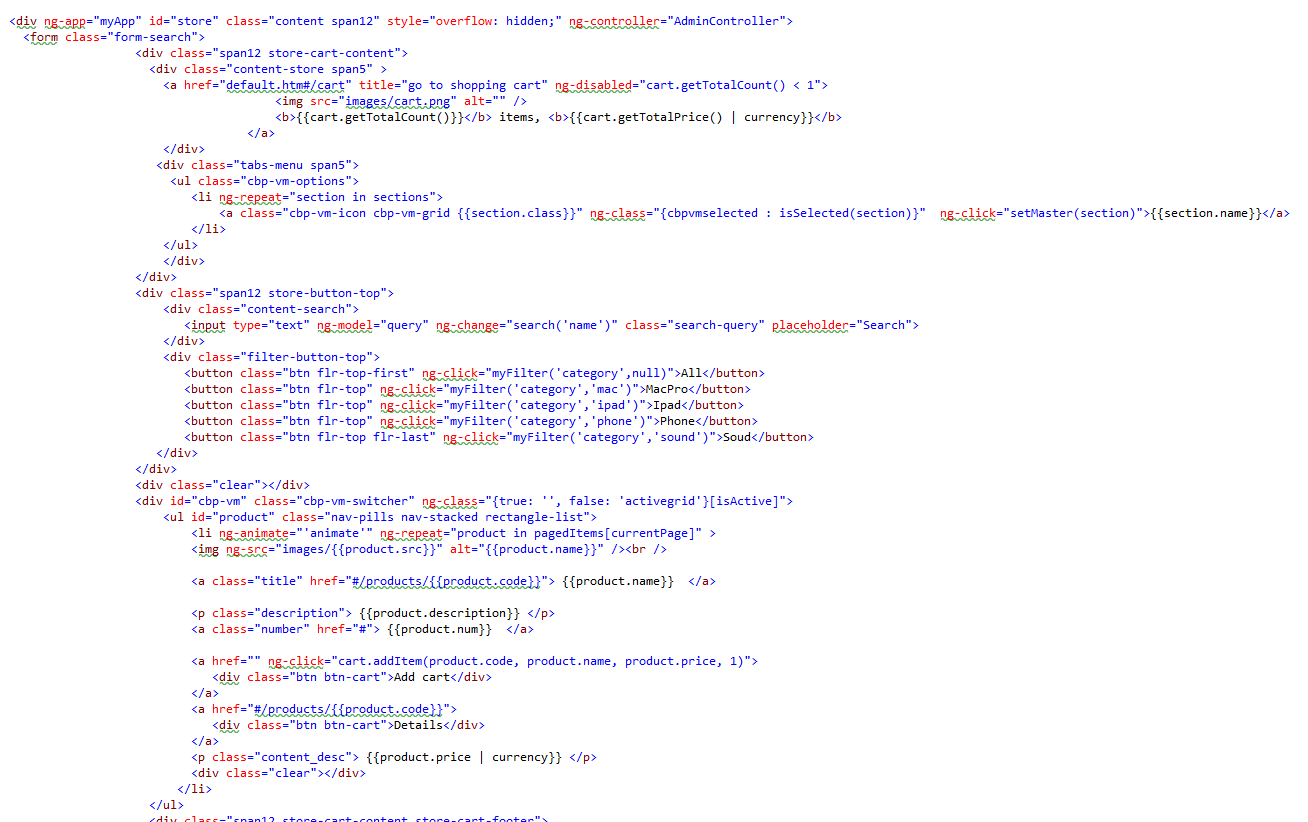 <div ng-app="myApp" id="store" class="content span12" style="overflow: hidden;" ng-controller="AdminController">
<form class="form-search">
<div class="span12 store-cart-content">
<div class="content-store span5" >
<a href="default.htm#/cart" title="go to shopping cart" ng-disabled="cart.getTotalCount() < 1">
<img src="images/cart.png" alt="" />
<b>{{cart.getTotalCount()}}</b> items, <b>{{cart.getTotalPrice() | currency}}</b>
</a>
</div>
<div class="tabs-menu span5">
<ul class="cbp-vm-options">
<li ng-repeat="section in sections">
<a class="cbp-vm-icon cbp-vm-grid {{section.class}}" ng-class="{cbpvmselected : isSelected(section)}"  ng-click="setMaster(section)">{{section.name}}</a>
</li>
</ul>
</div>
</div>
<div class="span12 store-button-top">
<div class="content-search">
<input type="text" ng-model="query" ng-change="search('name')" class="search-query" placeholder="Search">
</div>
<div class="filter-button-top">
<button class="btn flr-top-first" ng-click="myFilter('category',null)">All</button>
<button class="btn flr-top" ng-click="myFilter('category','mac')">MacPro</button>
<button class="btn flr-top" ng-click="myFilter('category','ipad')">Ipad</button>
<button class="btn flr-top" ng-click="myFilter('category','phone')">Phone</button>
<button class="btn flr-top flr-last" ng-click="myFilter('category','sound')">Soud</button>
</div>
</div>
<div class="clear"></div>
<div id="cbp-vm" class="cbp-vm-switcher" ng-class="{true: '', false: 'activegrid'}[isActive]">
<ul id="product" class="nav-pills nav-stacked rectangle-list">
<li ng-animate="'animate'" ng-repeat="product in pagedItems[currentPage]" >
<img ng-src="images/{{product.src}}" alt="{{product.name}}" /><br />
<a class="title" href="#/products/{{product.code}}"> {{product.name}}  </a>
<p class="description"> {{product.description}} </p>
<a class="number" href="#"> {{product.num}}  </a>
<a href="" ng-click="cart.addItem(product.code, product.name, product.price, 1)">
<div class="btn btn-cart">Add cart</div>
</a>
<a href="#/products/{{product.code}}">
<div class="btn btn-cart">Details</div>
</a>
<p class="content_desc"> {{product.price | currency}} </p>
<div class="clear"></div>
</li>
</ul>
<div class="span12 store-cart-content store-cart-footer">